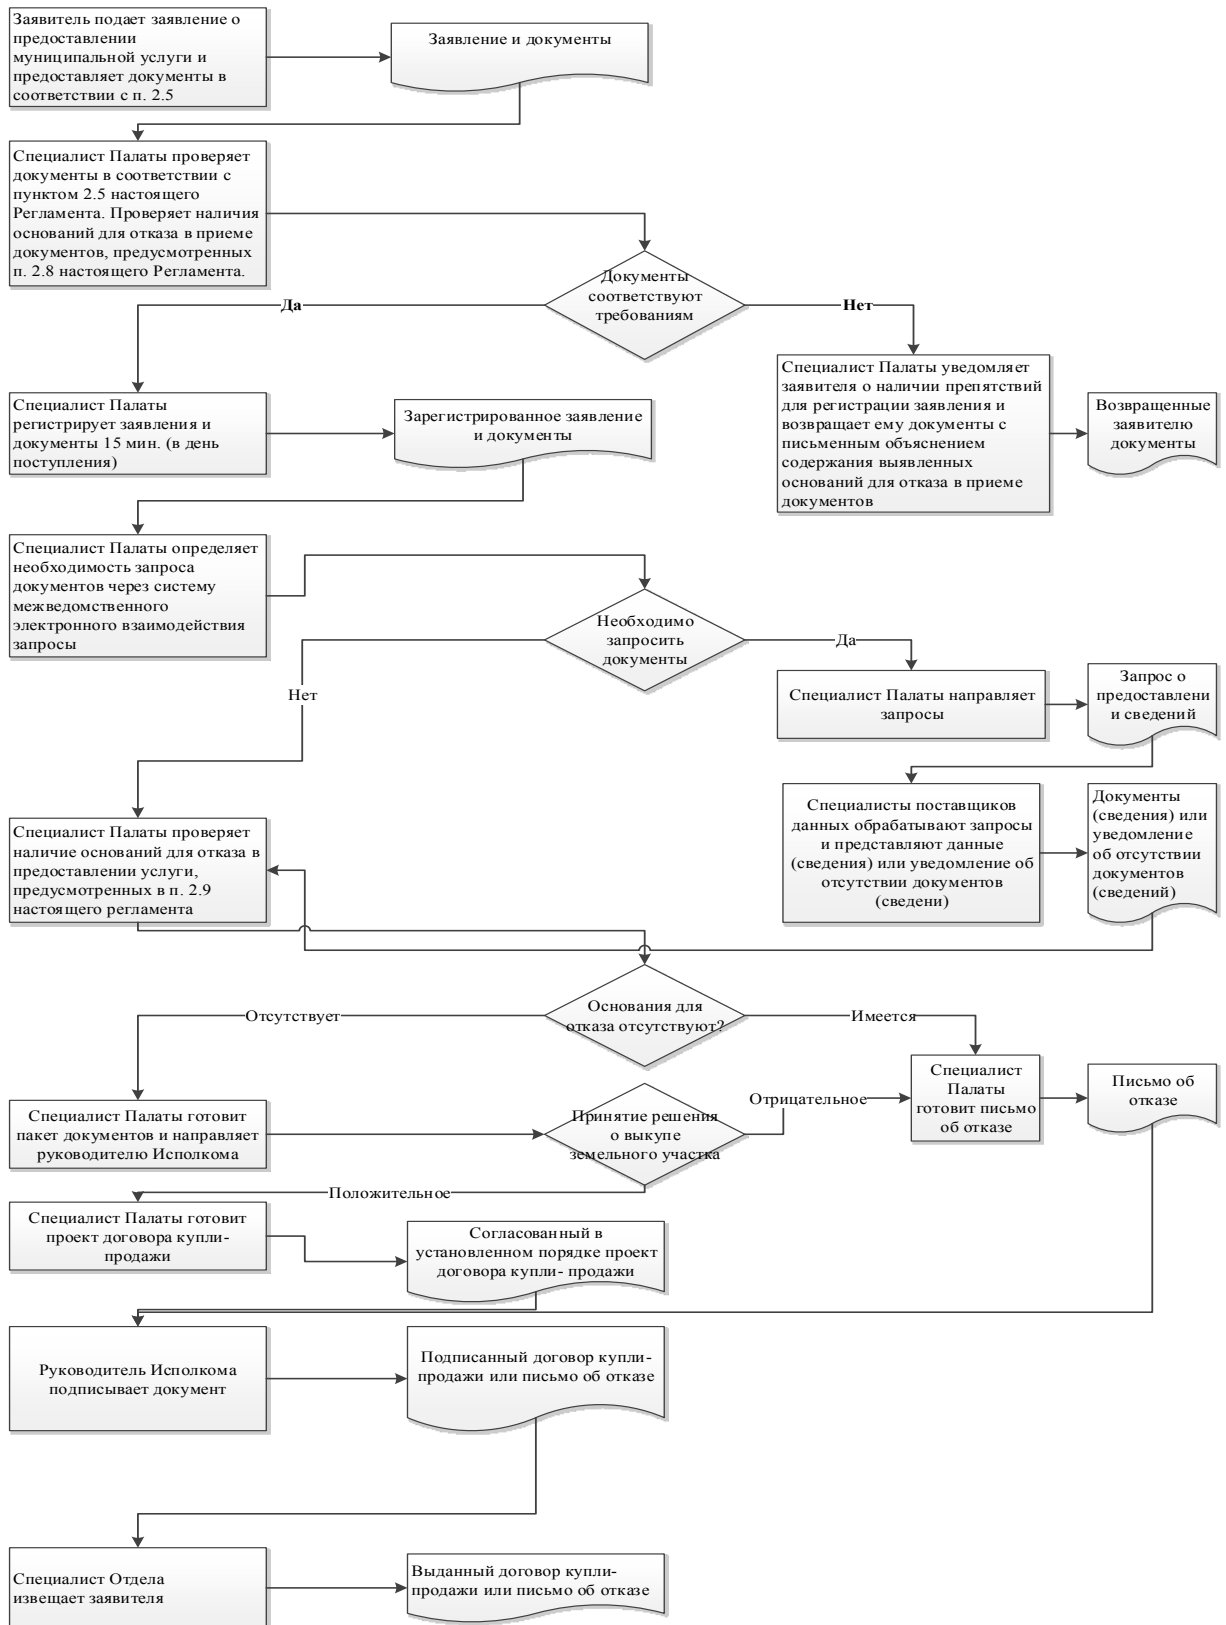 Заявитель подает заявление о
предоставлении
муниципальной услуги и
предоставляет документы в
соответствии с п. 2.5
Заявление и документы
Специалист Палаты проверяет
документы в соответствии с
пунктом 2.5 настоящего
Регламента. Проверяет наличия
оснований для отказа в приеме
документов, предусмотренных
п. 2.8 настоящего Регламента.
Документы
соответствуют
требованиям
Да
Нет
Специалист Палаты
регистрирует заявления и
документы 15 мин. (в день
поступления)
Зарегистрированное заявление
и документы
Специалист Палаты уведомляет
заявителя о наличии препятствий
для регистрации заявления и
возвращает ему документы с
письменным объяснением
содержания выявленных
оснований для отказа в приеме
документов
Возвращенные
заявителю
документы
Специалист Палаты определяет
необходимость запроса
документов через систему
межведомственного
электронного взаимодействия
запросы
Необходимо
запросить
документы
Да
Нет
Специалист Палаты направляет
запросы
Запрос о
предоставлени
и сведений
Специалист Палаты проверяет
наличие оснований для отказа в
предоставлении услуги,
предусмотренных в п. 2.9
настоящего регламента
Специалисты поставщиков
данных обрабатывают запросы
и представляют данные
(сведения) или уведомление об
отсутствии документов
(сведени)
Документы
(сведения) или
уведомление
об отсутствии
документов
(сведений)
Основания для
отказа отсутствуют?
Отсутствует
Имеется
Специалист Палаты готовит
пакет документов и направляет
руководителю Исполкома
Принятие решения
о выкупе
земельного участка
Отрицательное
Специалист
Палаты
готовит письмо
об отказе
Письмо об
отказе
Положительное
Специалист Палаты готовит
проект договора купли-
продажи
Согласованный в
установленном порядке проект
договора купли- продажи
Руководитель Исполкома
подписывает документ
Подписанный договор купли-
продажи или письмо об отказе
Специалист Отдела
извещает заявителя
Выданный договор купли-
продажи или письмо об отказе